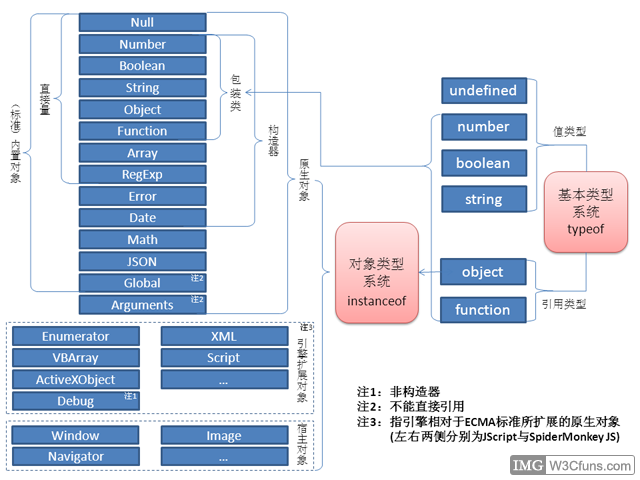 Null
Number
Boolean
String
Object
Function
Array
RegExp
Error
Date
Math
JSON
Global 注2
Arguments 注2
(标准) 内置对象
直接量
包装类
构造器
原生对象
Enumerator
VBArray
ActiveXObject
Debug 注1
XML
Script
...
注3
引擎扩展对象
Window
Navigator
Image
...
宿主对象
对象类型
系统
instanceof
undefined
number
boolean
string
object
function
值类型
基本类型
系统
typeof
引用类型
注1：非构造器
注2：不能直接引用
注3：指引擎相对于ECMA标准所扩展的原生对象
(左右两侧分别为JScript与SpiderMonkey JS)
IMG W3Cfuns.com